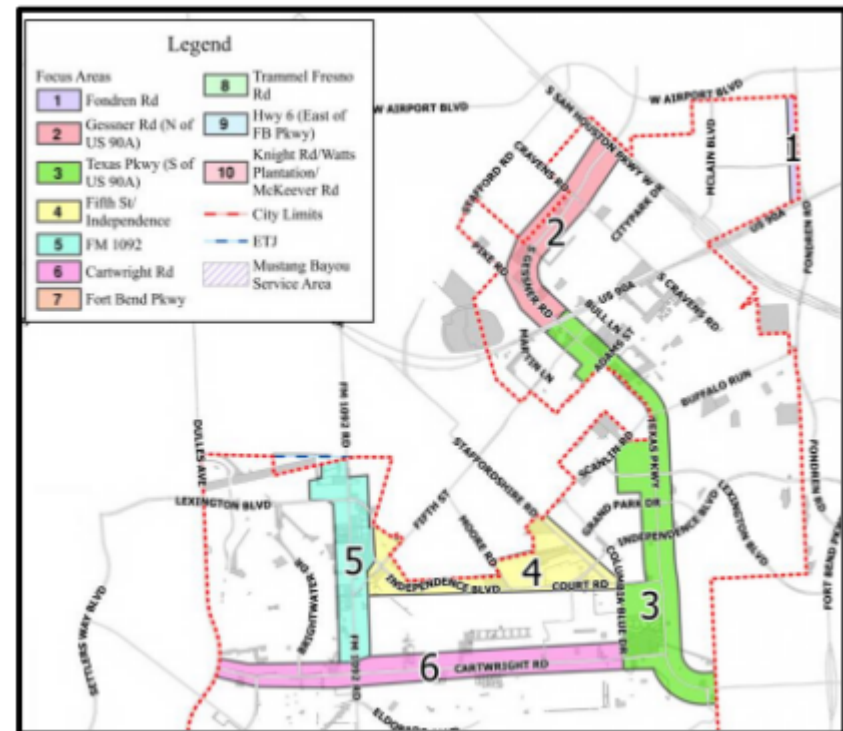 Legend
Focus Areas
1 Fondren Rd
2 Gessner Rd (N of
US 90A)
3 Texas Pkwy (S of
US 90A)
4 Fifth St/
Independence
5 FM 1092
6 Cartwright Rd
7 Fort Bend Pkwy
8 Trammel Fresno
Rd
9 Hwy 6 (East of
FB Pkwy)
10 Knight Rd/Watts
Plantation/
McKeever Rd
City Limits
ETJ
Mustang Bayou
Service Area
W AIRPORT BLVD
S SAM HOUSTON PKWY W
W AIRPORT BLVD
MCLAIN BLVD
1
STAFFORD RD
CRAVENS RD
CITYPARK DR
FONDREN RD
2
PIKE RD
S GESSNER RD
US 90A
US 90A
S CRAVENS RD
BULL LN
ADAMS ST
MARTIN LN
BUFFALO RUN
FM 1092 RD
TEXAS PKWY
DULLES AVE
STAFFORDSHIRE RD
SCANLIN RD
FONDREN RD
LEXINGTON BLVD
FIFTH ST
MOORE RD
GRAND PARK DR
INDEPENDENCE BLVD
LEXINGTON BLVD
5
4
INDEPENDENCE BLVD
COURT RD
COLUMBIA BLUE DR
3
FORT BEND PKWY
BRIGHTWATER DR
SETTLERS WAY BLVD
FM 1092 RD
6
CARTWRIGHT RD